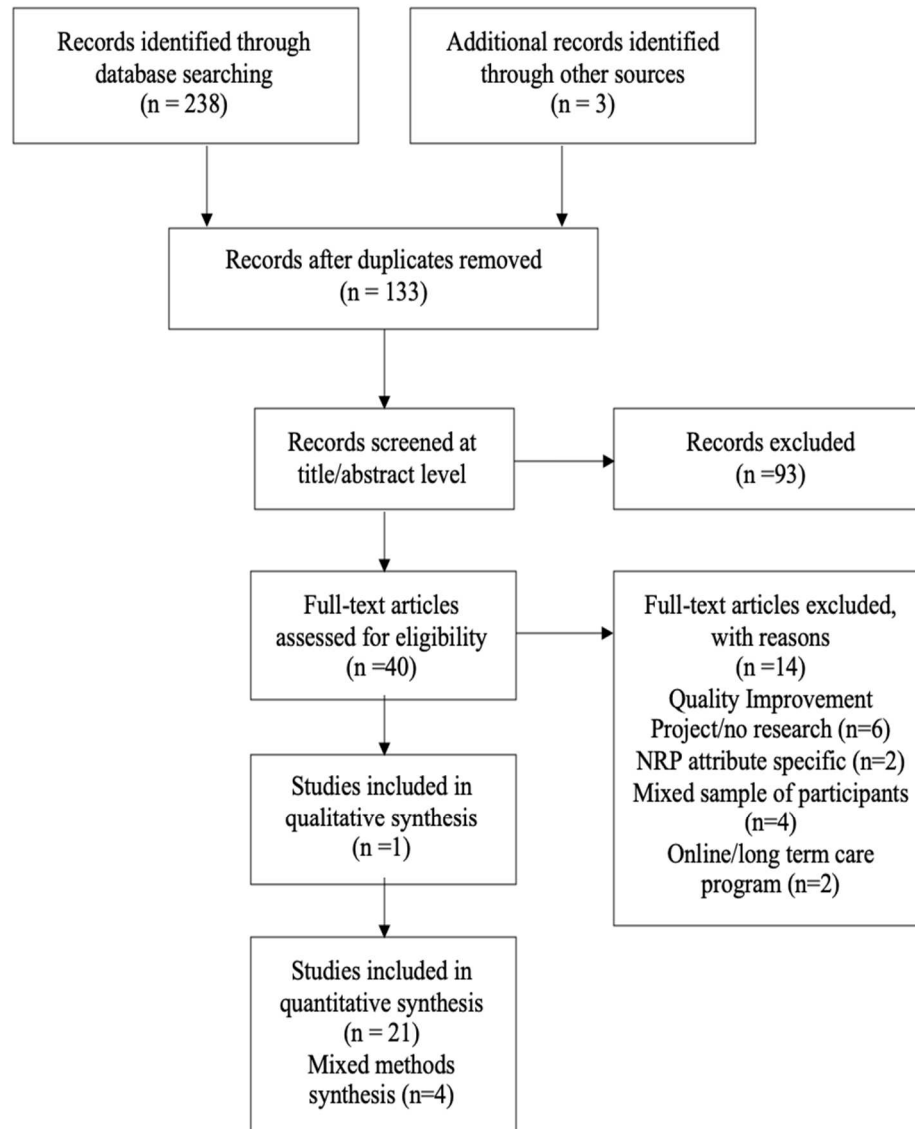 Records identified through
database searching
(n = 238)
Additional records identified
through other sources
(n = 3)
Records after duplicates removed
(n = 133)
Records screened at
title/abstract level
Records excluded
(n =93)
Full-text articles
assessed for eligibility
(n =40)
Full-text articles excluded,
with reasons
(n =14)
Quality Improvement
Project/no research (n=6)
NRP attribute specific (n=2)
Mixed sample of participants
(n=4)
Online/long term care
program (n=2)
Studies included in
qualitative synthesis
(n =1)
Studies included in
quantitative synthesis
(n = 21)
Mixed methods
synthesis (n=4)